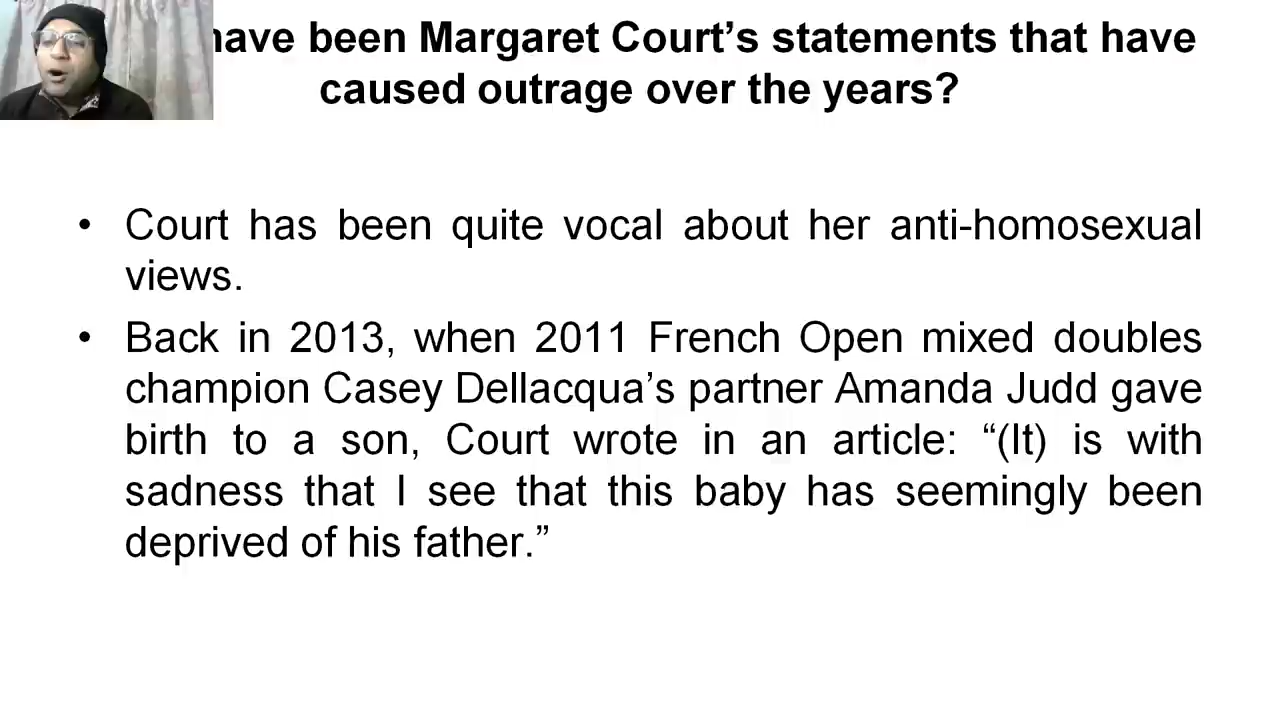 have been Margaret Court’s statements that have
caused outrage over the years?
• Court has been quite vocal about her anti-homosexual
views.
• Back in 2013, when 2011 French Open mixed doubles
champion Casey Dellacqua’s partner Amanda Judd gave
birth to a son, Court wrote in an article: “(It) is with
sadness that I see that this baby has seemingly been
deprived of his father.”